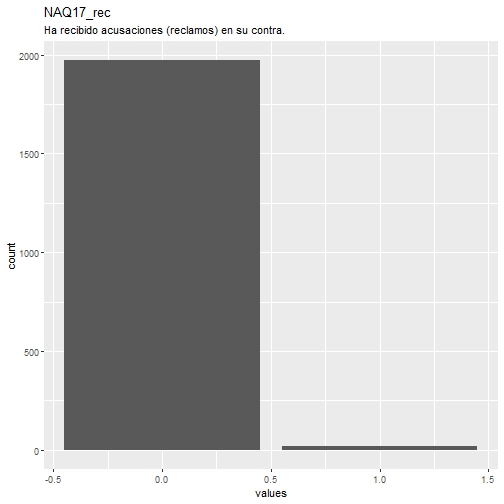 NAQ17_rec
Ha recibido acusaciones (reclamos) en su contra.
2000
1500
1000
500
0
count
-0.5
0.0
0.5
1.0
1.5
values